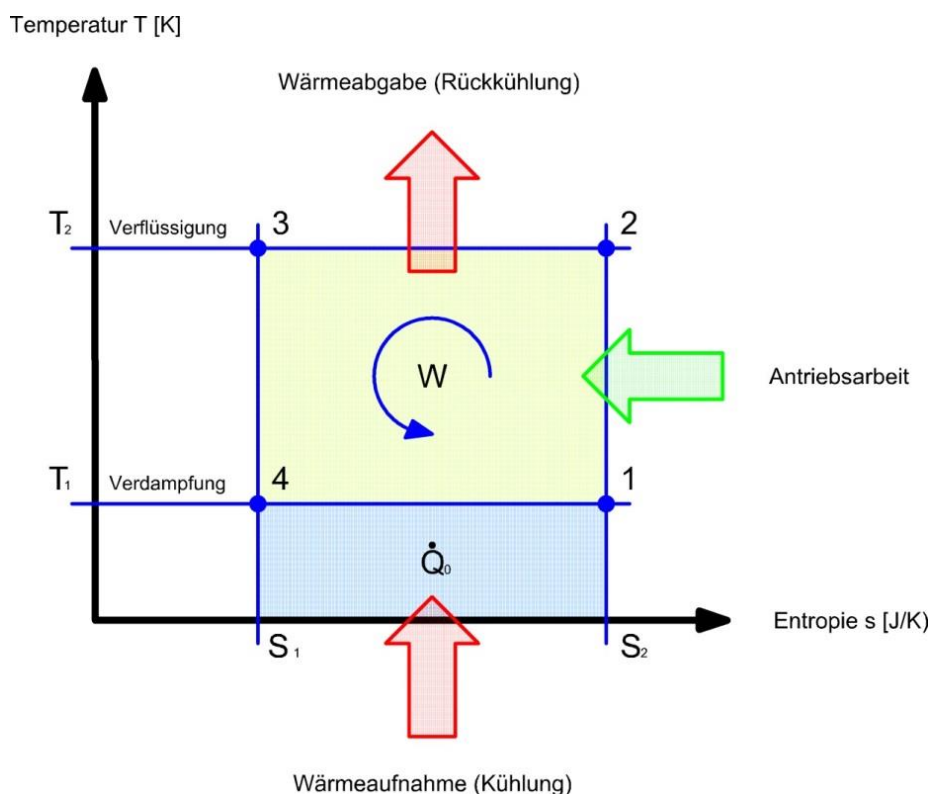 Temperatur T [K]
Wärmeabgabe (Rückkühlung)
T₂ Verflüssigung 3 2
W
Antriebsarbeit
T₁ Verdampfung 4 1
Q̇₀
Entropie s [J/K]
S₁ S₂
Wärmeaufnahme (Kühlung)